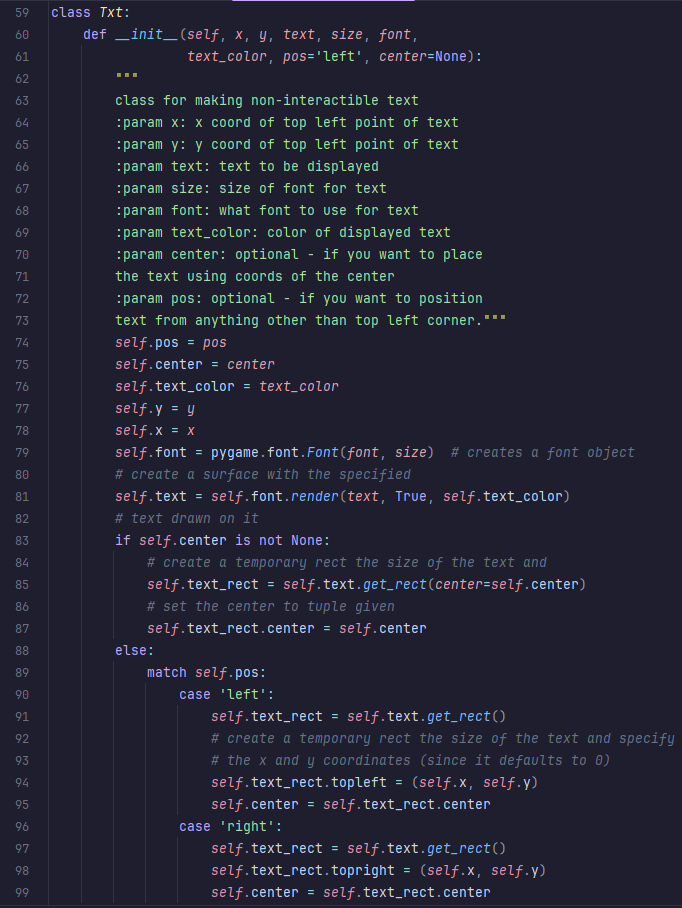 59 class Txt:
60     def __init__(self, x, y, text, size, font,
61                  text_color, pos='left', center=None):
62         """
63         class for making non-interactible text
64         :param x: x coord of top left point of text
65         :param y: y coord of top left point of text
66         :param text: text to be displayed
67         :param size: size of font for text
68         :param font: what font to use for text
69         :param text_color: color of displayed text
70         :param center: optional - if you want to place
71         the text using coords of the center
72         :param pos: optional - if you want to position
73         text from anything other than top left corner."""
74         self.pos = pos
75         self.center = center
76         self.text_color = text_color
77         self.y = y
78         self.x = x
79         self.font = pygame.font.Font(font, size)  # creates a font object
80         # create a surface with the specified
81         self.text = self.font.render(text, True, self.text_color)
82         # text drawn on it
83         if self.center is not None:
84             # create a temporary rect the size of the text and
85             self.text_rect = self.text.get_rect(center=self.center)
86             # set the center to tuple given
87             self.text_rect.center = self.center
88         else:
89             match self.pos:
90                 case 'left':
91                     self.text_rect = self.text.get_rect()
92                     # create a temporary rect the size of the text and specify
93                     # the x and y coordinates (since it defaults to 0)
94                     self.text_rect.topleft = (self.x, self.y)
95                     self.center = self.text_rect.center
96                 case 'right':
97                     self.text_rect = self.text.get_rect()
98                     self.text_rect.topright = (self.x, self.y)
99                     self.center = self.text_rect.center